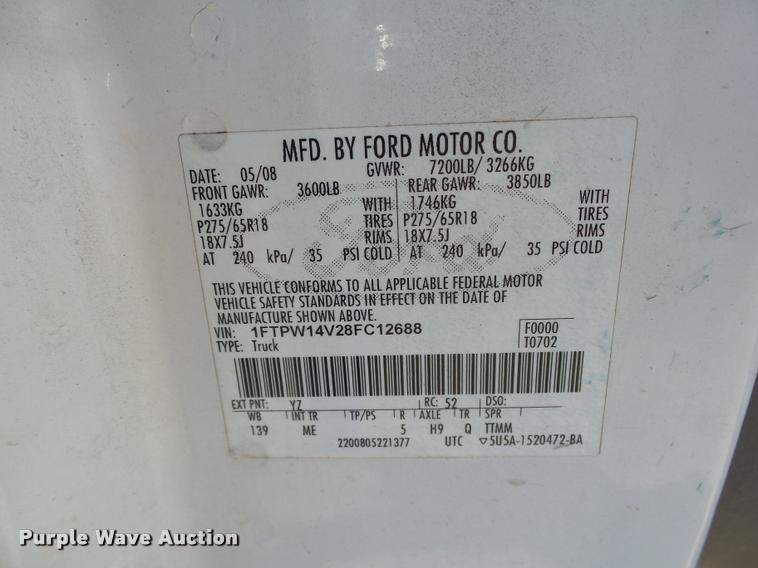 MFD. BY FORD MOTOR CO.
DATE: 05/08 GVWR: 7200LB/ 3266KG
FRONT GAWR: 3600LB REAR GAWR: 3850LB
1633KG WITH 1746KG WITH
P275/65R18 TIRES P275/65R18 TIRES
18X7.5J RIMS 18X7.5J RIMS
AT 240 kPa/ 35 PSI COLD AT 240 kPa/ 35 PSI COLD
Ford
THIS VEHICLE CONFORMS TO ALL APPLICABLE FEDERAL MOTOR
VEHICLE SAFETY STANDARDS IN EFFECT ON THE DATE OF
MANUFACTURE SHOWN ABOVE.
VIN: 1FTPW14V28FC12688 F0000
TYPE: Truck T0702
EXT PNT: YZ RC: 52 DSO:
WB INT TR TP/PS R AXLE TR SPR
139 ME 5 H9 Q TTMM
2200805221377 UTC ▽5U5A-1520472-BA
Purple Wave Auction